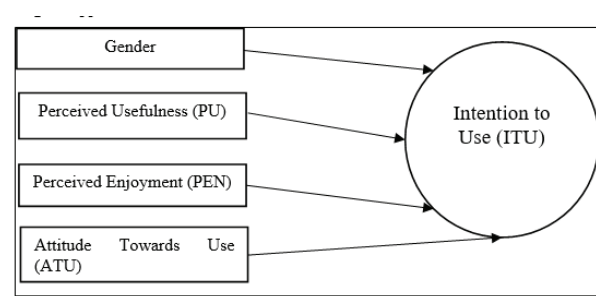 Gender
Perceived Usefulness (PU)
Intention to
Use (ITU)
Perceived Enjoyment (PEN)
Attitude Towards Use
(ATU)